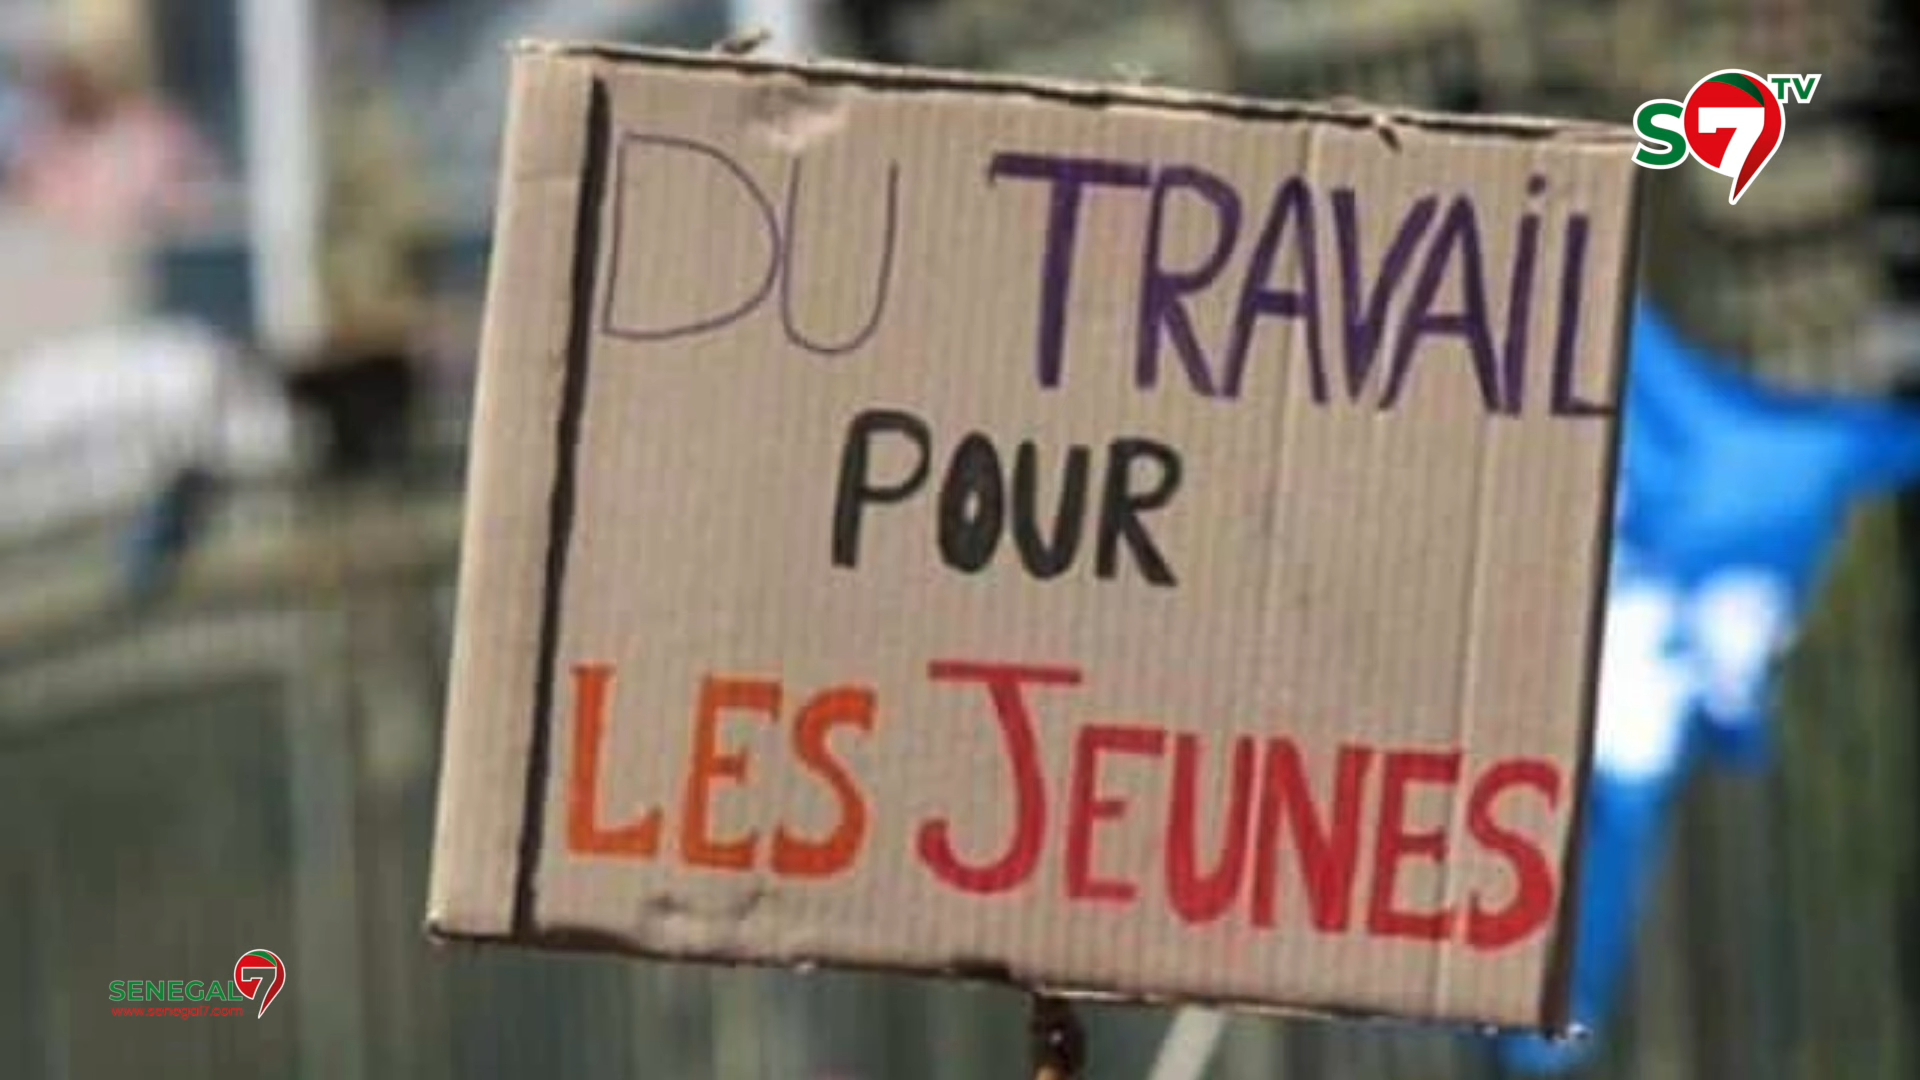 DU TRAVAIL
POUR
LES JEUNES
S7 TV
SENEGAL7
www.senegal7.com